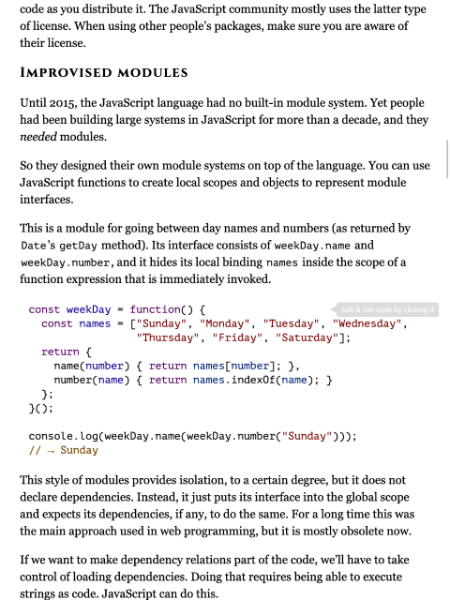 code as you distribute it. The JavaScript community mostly uses the latter type
of license. When using other people’s packages, make sure you are aware of
their license.
IMPROVISED MODULES
Until 2015, the JavaScript language had no built-in module system. Yet people
had been building large systems in JavaScript for more than a decade, and they
needed modules.
So they designed their own module systems on top of the language. You can use
JavaScript functions to create local scopes and objects to represent module
interfaces.
This is a module for going between day names and numbers (as returned by
Date’s getDay method). Its interface consists of weekDay.name and
weekDay.number, and it hides its local binding names inside the scope of a
function expression that is immediately invoked.
edit & run code by clicking it
const weekDay = function() {
  const names = ["Sunday", "Monday", "Tuesday", "Wednesday",
                 "Thursday", "Friday", "Saturday"];
  return {
    name(number) { return names[number]; },
    number(name) { return names.indexOf(name); }
  };
}();
console.log(weekDay.name(weekDay.number("Sunday")));
// → Sunday
This style of modules provides isolation, to a certain degree, but it does not
declare dependencies. Instead, it just puts its interface into the global scope
and expects its dependencies, if any, to do the same. For a long time this was
the main approach used in web programming, but it is mostly obsolete now.
If we want to make dependency relations part of the code, we’ll have to take
control of loading dependencies. Doing that requires being able to execute
strings as code. JavaScript can do this.